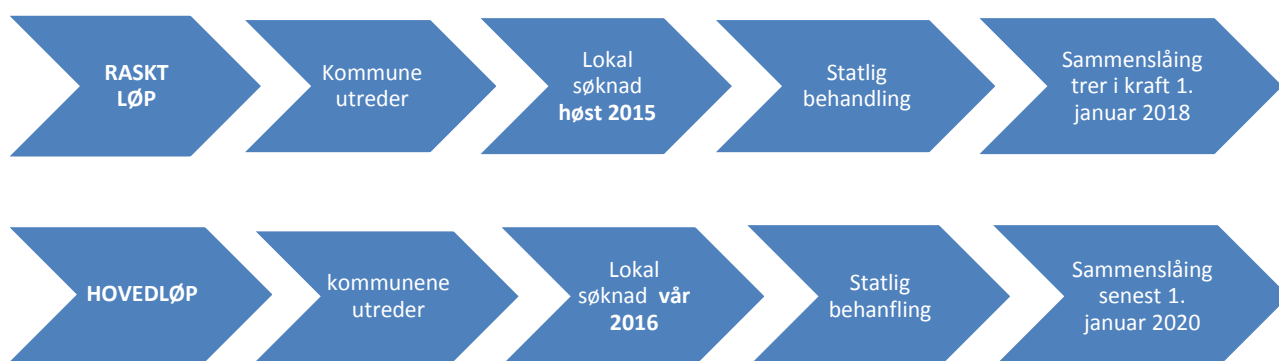 RASKT
LØP
Kommune
utreder
Lokal
søknad
høst 2015
Statlig
behandling
Sammenslåing
trer i kraft 1.
januar 2018
HOVEDLØP
kommunene
utreder
Lokal
søknad vår
2016
Statlig
behanfling
Sammenslåing
senest 1.
januar 2020